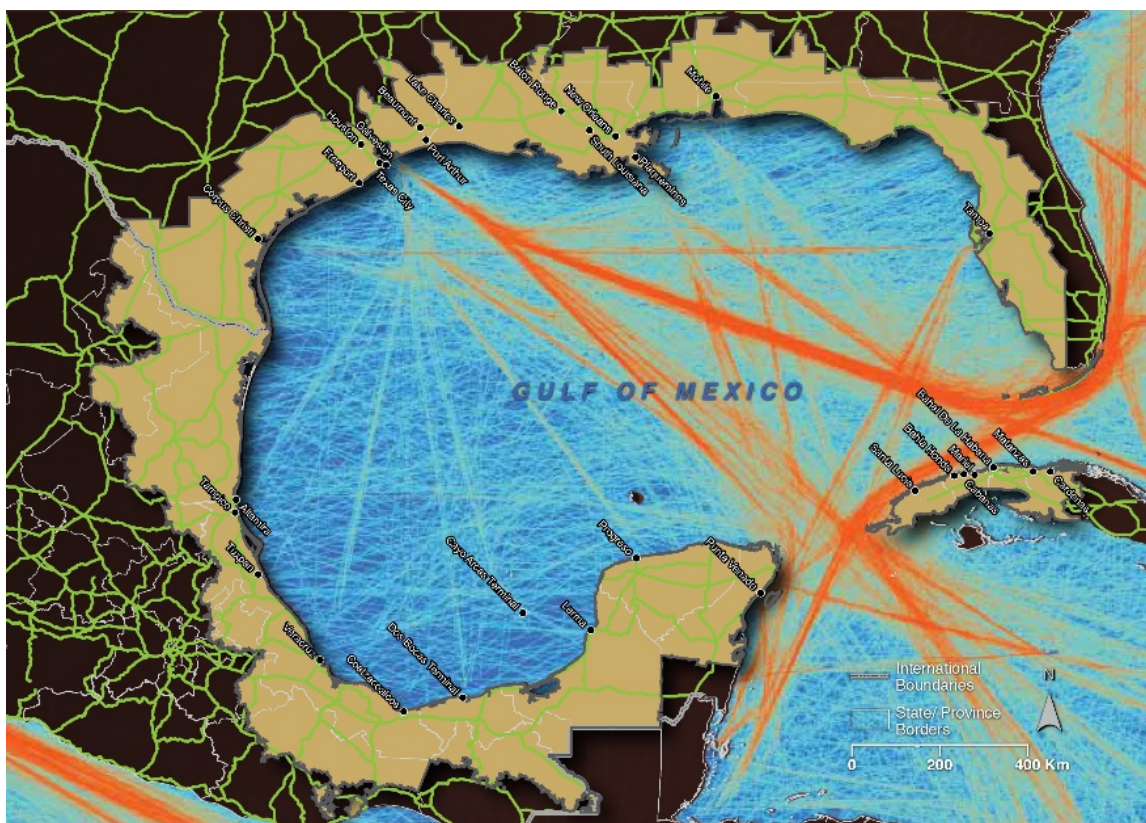 Mobile
Baton Rouge
New Orleans
Lake Charles
Beaumont
Houston
Galveston
Port Arthur
South Louisiana
Plaquemines
Freeport
Texas City
Corpus Christi
Tampa
GULF OF MEXICO
Bahai De La Habana
Bahia Honda
Mariel
Matanzas
Santa Lucia
Cabanas
Cardenas
Tampico
Altamira
Tuxpan
Progreso
Punta Venado
Cayo Arcas Terminal
Lerma
Veracruz
Dos Bocas Terminal
Coatzacoalcos
International
Boundaries
N
State/ Province
Borders
0 200 400 Km